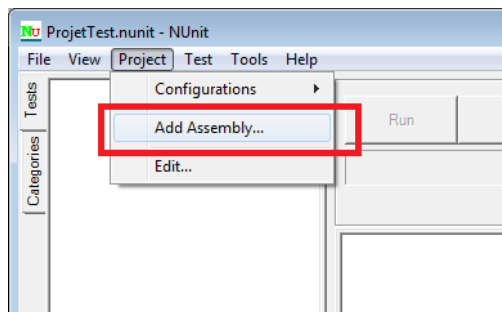 NU ProjetTest.nunit - NUnit
File View Project Test Tools Help
Tests
Categories
Configurations
Add Assembly...
Edit...
Run